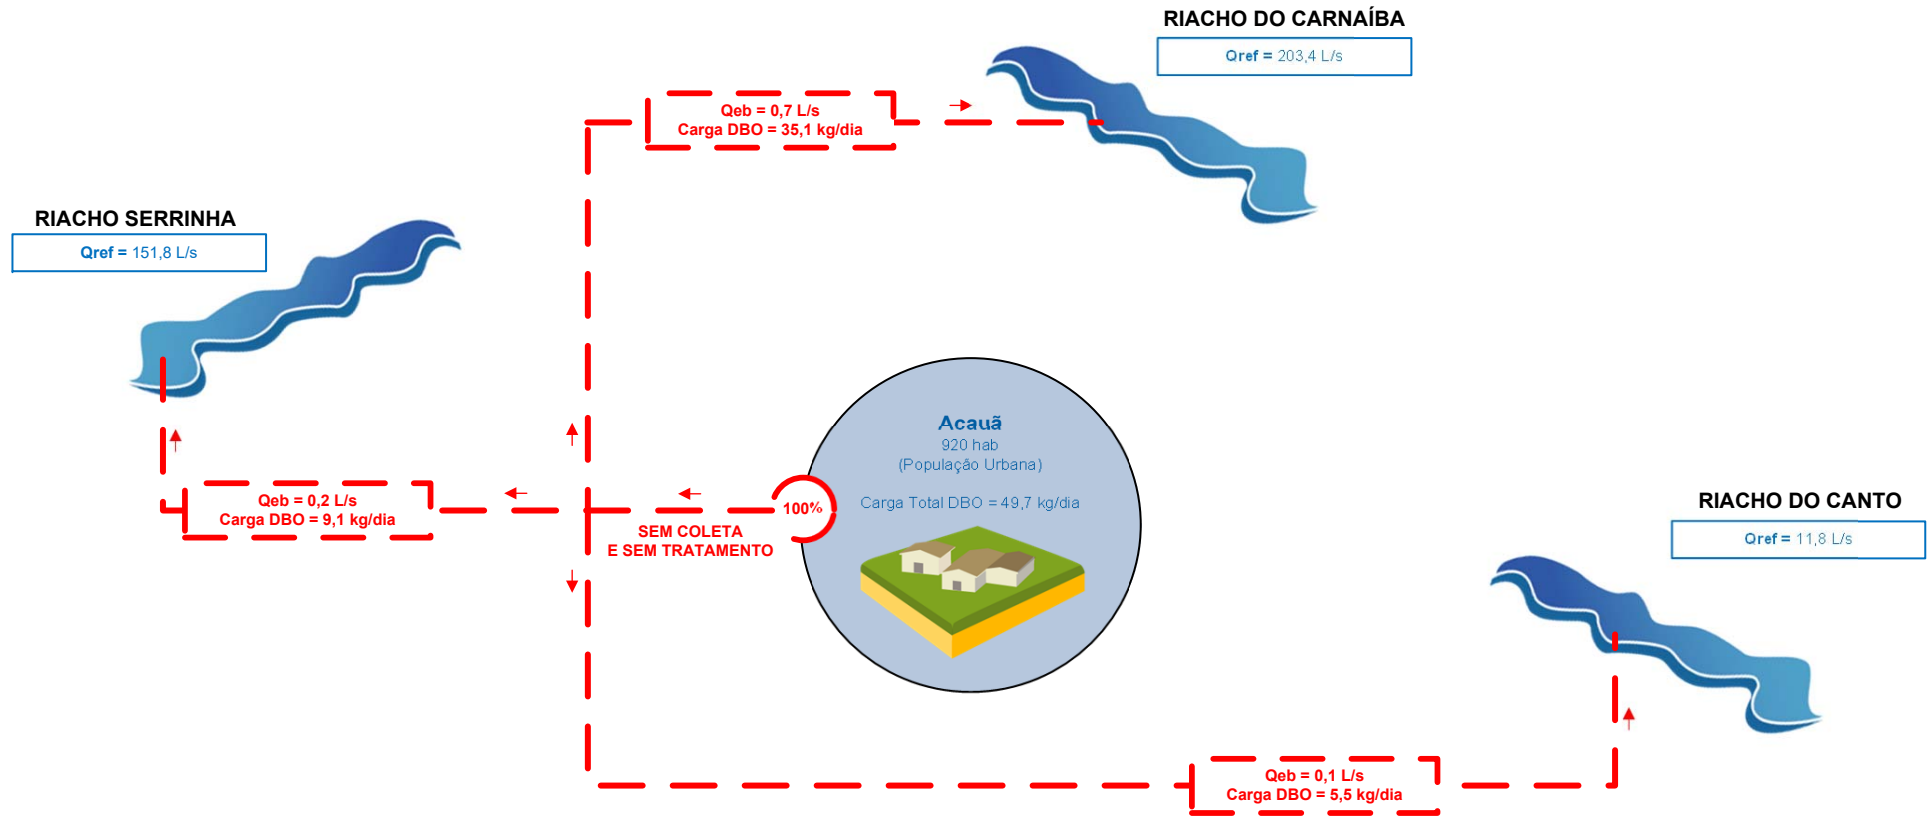 RIACHO DO CARNAÍBA
Qref = 203,4 L/s
Qeb = 0,7 L/s
Carga DBO = 35,1 kg/dia
RIACHO SERRINHA
Qref = 151,8 L/s
Acauã
920 hab
(População Urbana)
Carga Total DBO = 49,7 kg/dia
100%
SEM COLETA
E SEM TRATAMENTO
Qeb = 0,2 L/s
Carga DBO = 9,1 kg/dia
RIACHO DO CANTO
Qref = 11,8 L/s
Qeb = 0,1 L/s
Carga DBO = 5,5 kg/dia